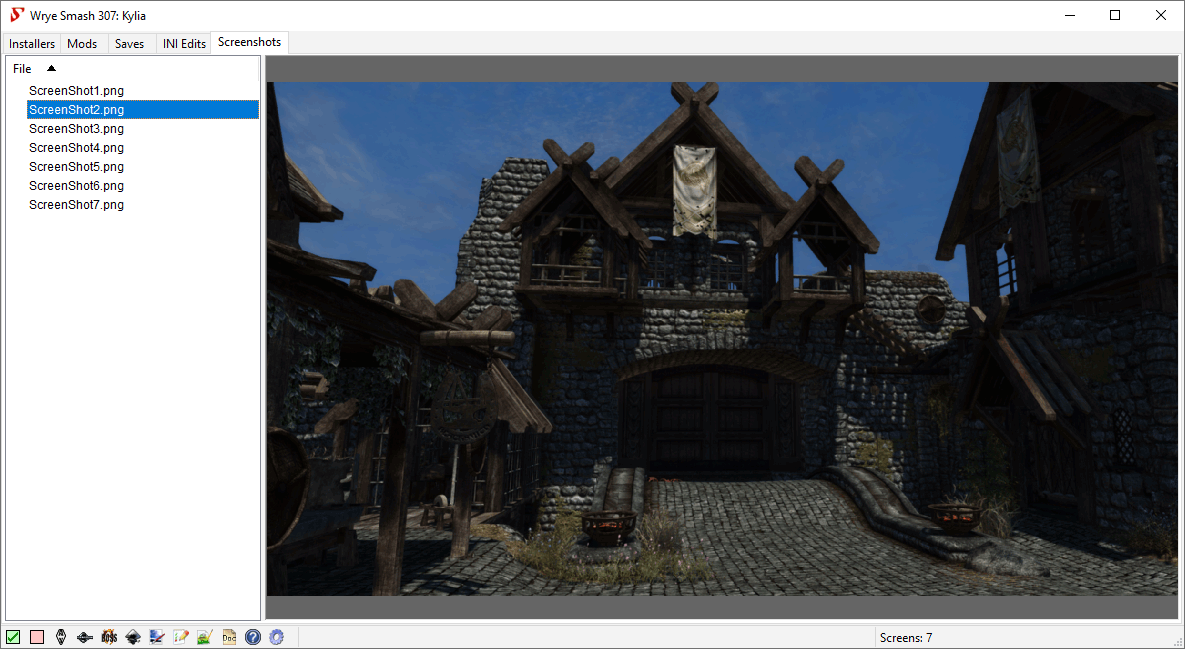 Wrye Smash 307: Kylia
Installers Mods Saves INI Edits Screenshots
File
ScreenShot1.png
ScreenShot2.png
ScreenShot3.png
ScreenShot4.png
ScreenShot5.png
ScreenShot6.png
ScreenShot7.png
BOSS Doc Screens: 7